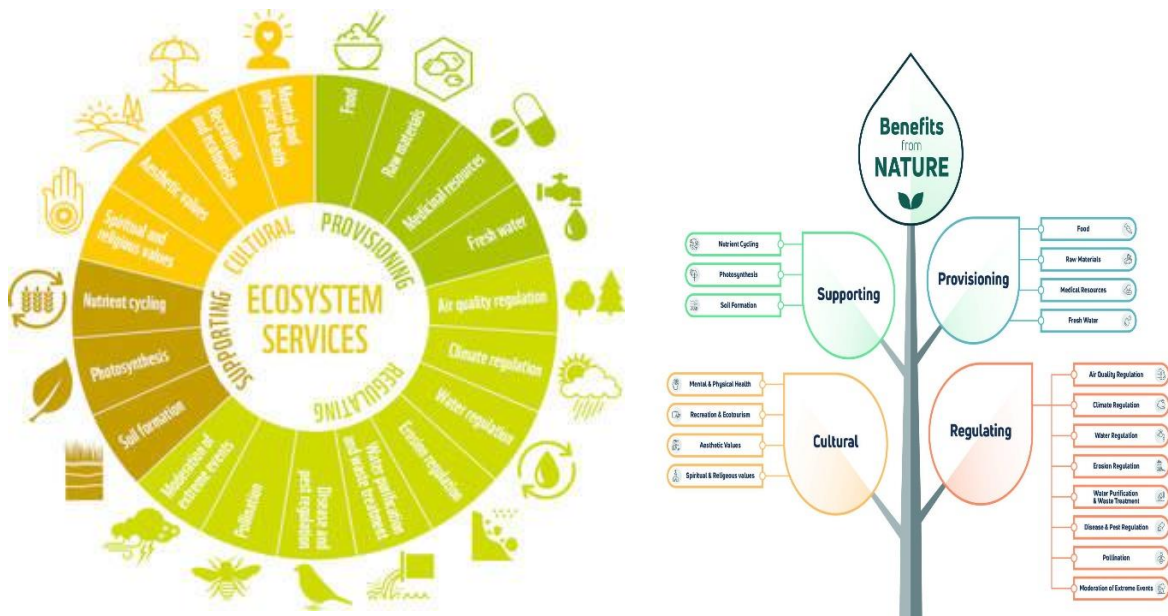 ECOSYSTEM
SERVICES
PROVISIONING
REGULATING
SUPPORTING
CULTURAL
Food
Raw materials
Medicinal resources
Fresh water
Air quality regulation
Climate regulation
Water regulation
Erosion regulation
Water purification
and waste treatment
Disease and
pest regulation
Pollination
Moderation of
extreme events
Soil formation
Photosynthesis
Nutrient cycling
Spiritual and
religious values
Aesthetic values
Recreation
and ecotourism
Mental and
physical health
Benefits
from
NATURE
Supporting
Nutrient Cycling
Photosynthesis
Soil Formation
Provisioning
Food
Raw Materials
Medical Resources
Fresh Water
Cultural
Mental & Physical Health
Recreation & Ecotourism
Aesthetic Values
Spiritual & Religeous values
Regulating
Air Quality Regulation
Climate Regulation
Water Regulation
Erosion Regulation
Water Purification
& Waste Treatment
Disease & Pest Regulation
Pollination
Moderation of Extreme Events